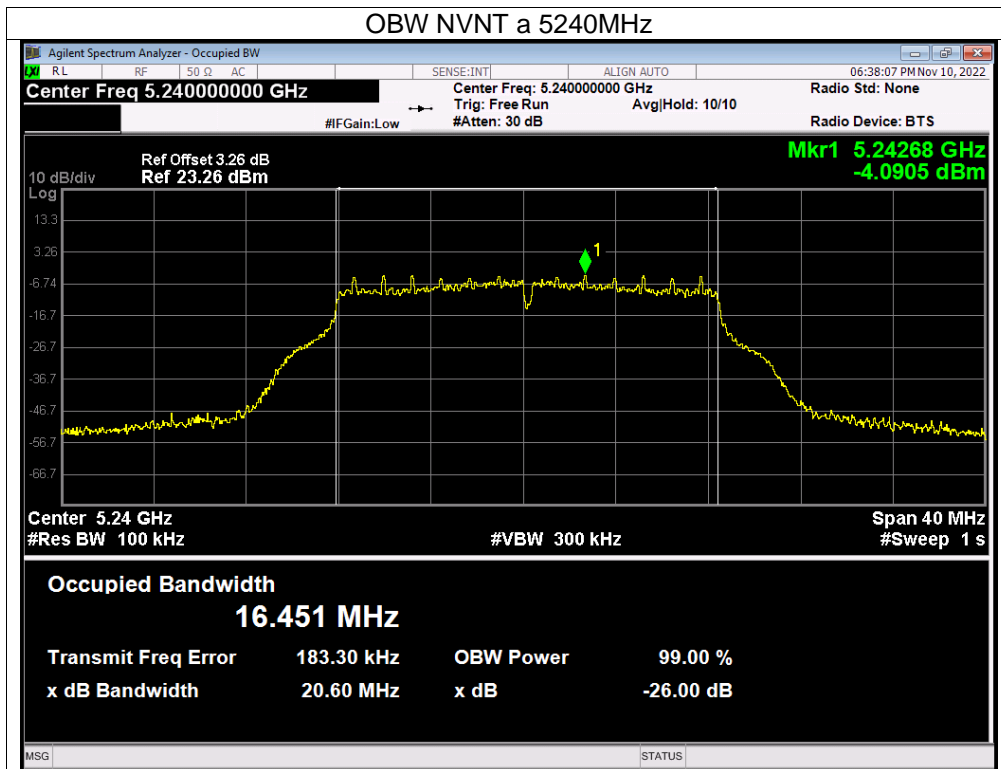 OBW NVNT a 5240MHz
Agilent Spectrum Analyzer - Occupied BW
LXI RL RF 50 Ω AC SENSE:INT ALIGN AUTO 06:38:07 PM Nov 10, 2022
Center Freq 5.240000000 GHz Center Freq: 5.240000000 GHz Radio Std: None
Trig: Free Run Avg|Hold: 10/10
#IFGain:Low #Atten: 30 dB Radio Device: BTS
Ref Offset 3.26 dB Mkr1 5.24268 GHz
10 dB/div Ref 23.26 dBm -4.0905 dBm
Log
13.3
3.26
1
-6.74
-16.7
-26.7
-36.7
-46.7
-56.7
-66.7
Center 5.24 GHz Span 40 MHz
#Res BW 100 kHz #VBW 300 kHz #Sweep 1 s
Occupied Bandwidth
16.451 MHz
Transmit Freq Error 183.30 kHz OBW Power 99.00 %
x dB Bandwidth 20.60 MHz x dB -26.00 dB
MSG STATUS